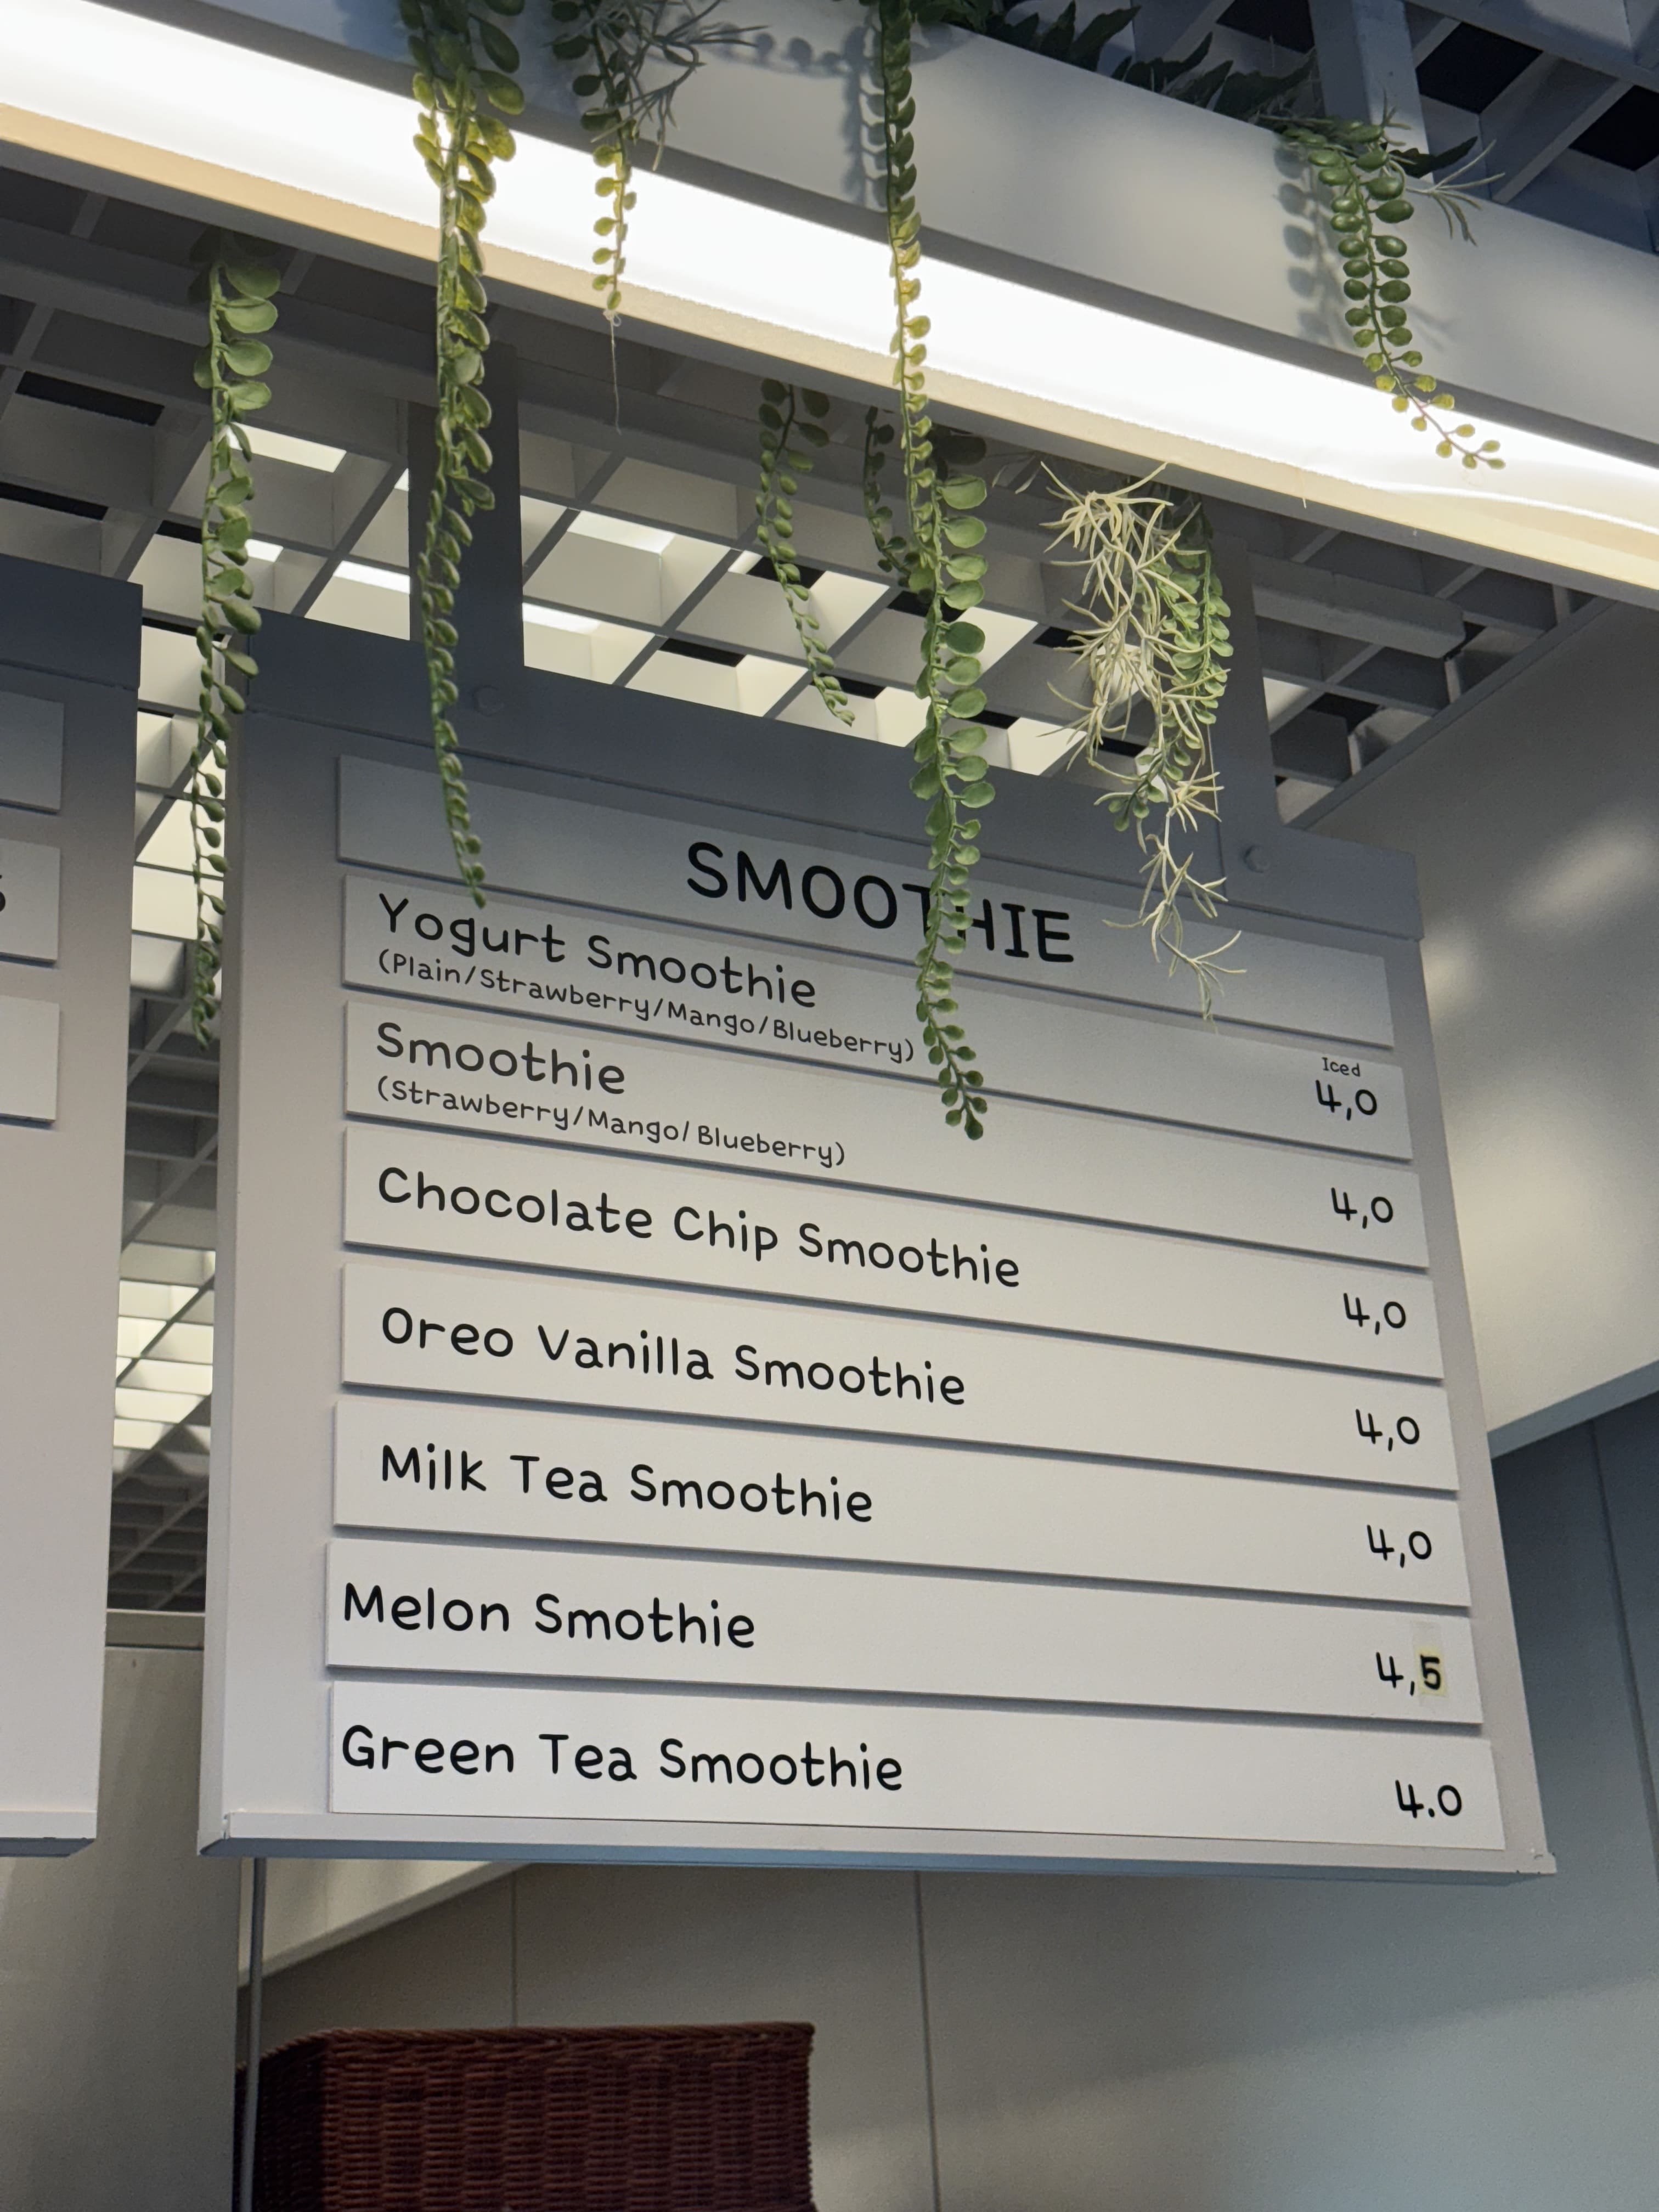 SMOOTHIE
Yogurt Smoothie
(Plain/Strawberry/Mango/Blueberry)
Iced
4,0
Smoothie
(Strawberry/Mango/Blueberry)
4,0
Chocolate Chip Smoothie
4,0
Oreo Vanilla Smoothie
4,0
Milk Tea Smoothie
4,0
Melon Smothie
4,5
Green Tea Smoothie
4.0